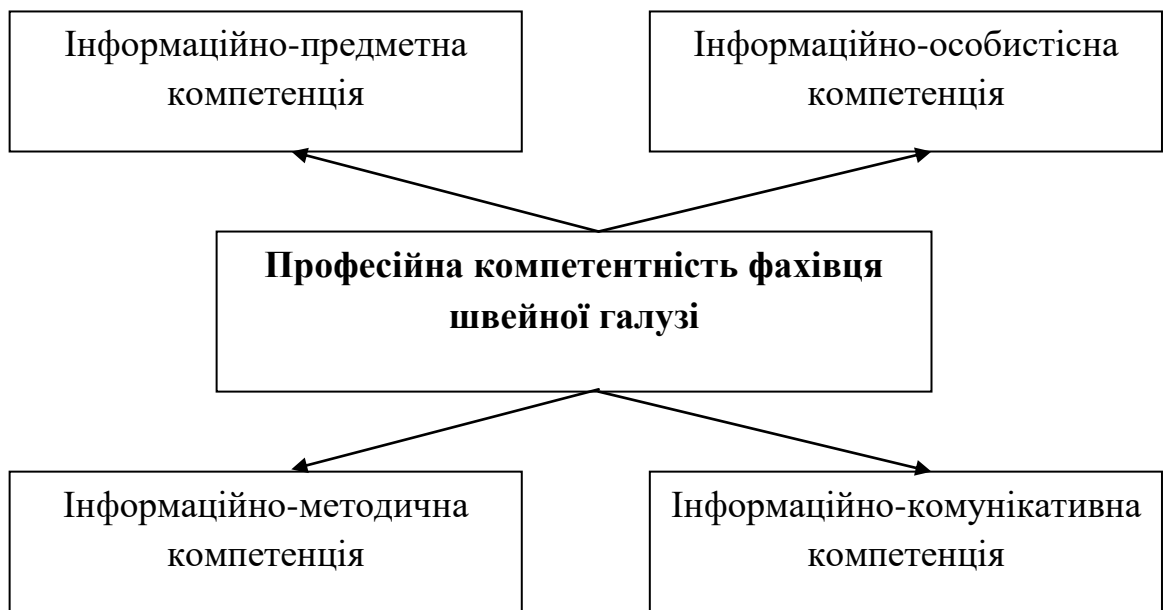 Інформаційно-предметна
компетенція
Інформаційно-особистісна
компетенція
Професійна компетентність фахівця
швейної галузі
Інформаційно-методична
компетенція
Інформаційно-комунікативна
компетенція